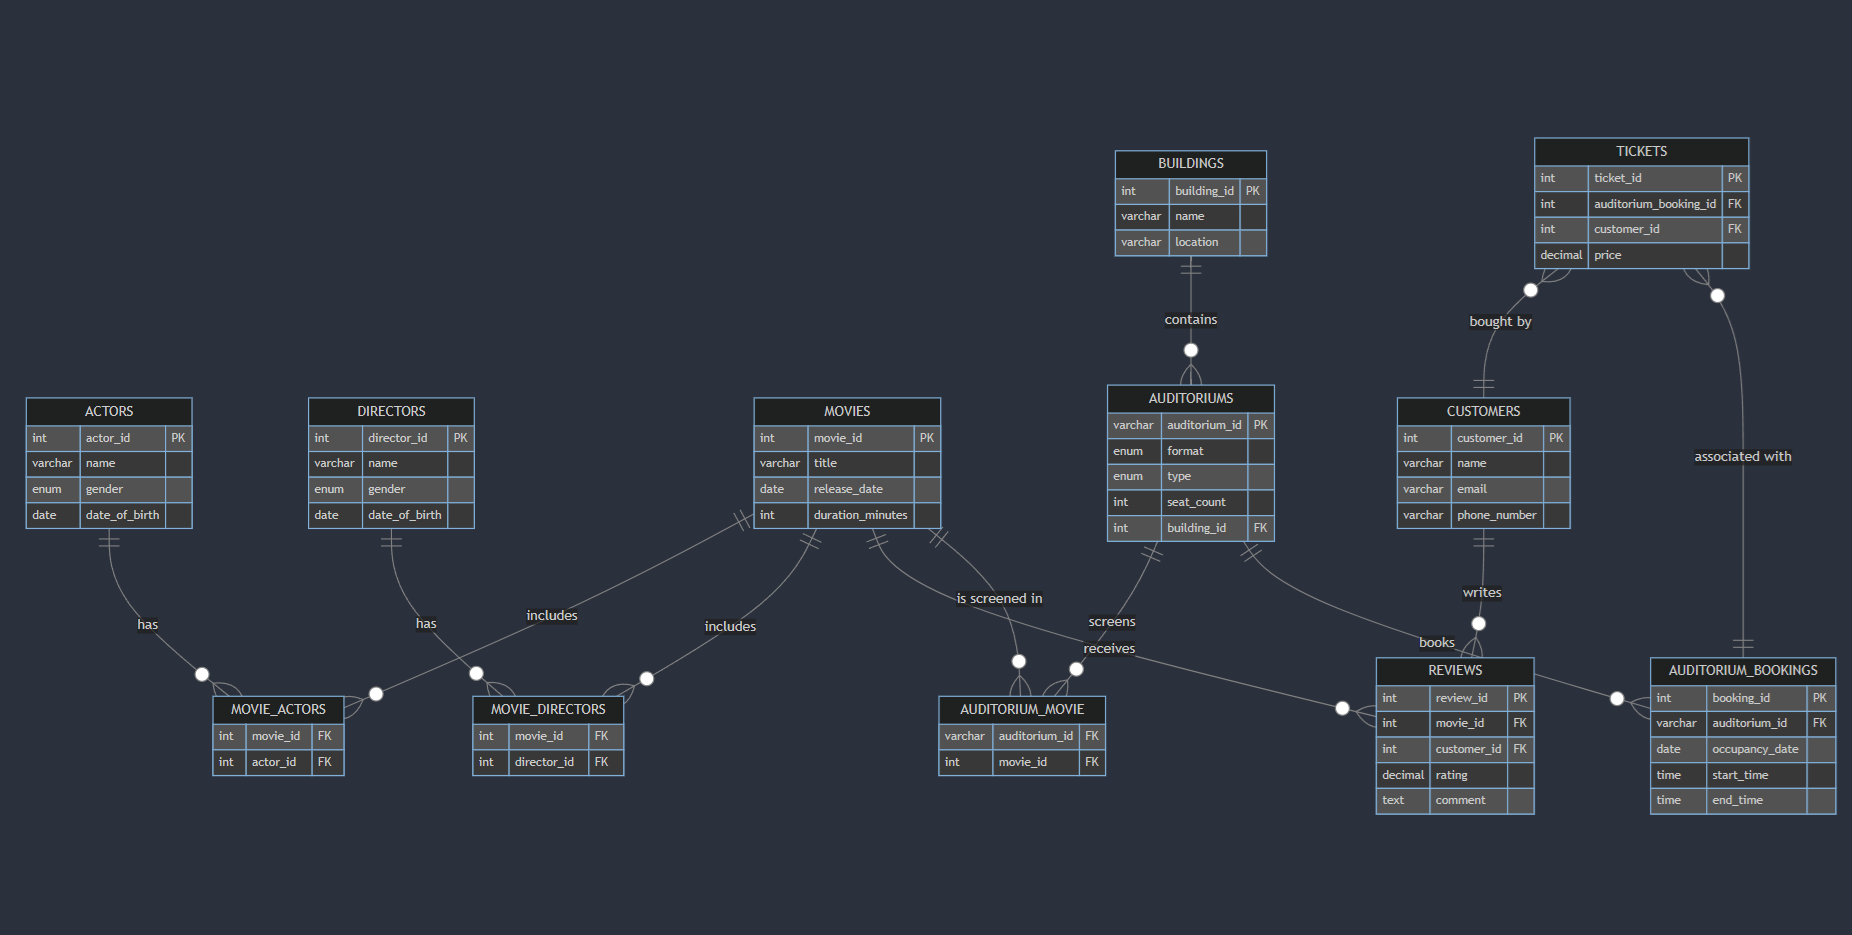 BUILDINGS
int building_id PK
varchar name
varchar location
TICKETS
int ticket_id PK
int auditorium_booking_id FK
int customer_id FK
decimal price
contains
bought by
associated with
ACTORS
int actor_id PK
varchar name
enum gender
date date_of_birth
DIRECTORS
int director_id PK
varchar name
enum gender
date date_of_birth
MOVIES
int movie_id PK
varchar title
date release_date
int duration_minutes
AUDITORIUMS
varchar auditorium_id PK
enum format
enum type
int seat_count
int building_id FK
CUSTOMERS
int customer_id PK
varchar name
varchar email
varchar phone_number
has
has
includes
includes
is screened in
screens
receives
writes
books
MOVIE_ACTORS
int movie_id FK
int actor_id FK
MOVIE_DIRECTORS
int movie_id FK
int director_id FK
AUDITORIUM_MOVIE
varchar auditorium_id FK
int movie_id FK
REVIEWS
int review_id PK
int movie_id FK
int customer_id FK
decimal rating
text comment
AUDITORIUM_BOOKINGS
int booking_id PK
varchar auditorium_id FK
date occupancy_date
time start_time
time end_time